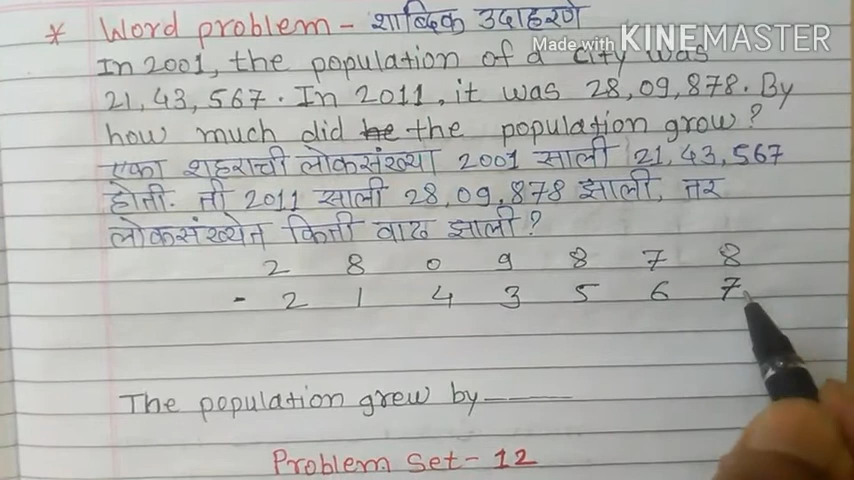 * Word problem - शाब्दिक उदाहरणे
Made with KINEMASTER
In 2001, the population of a city was
21,43,567. In 2011, it was 28,09,878. By
how much did he the population grow?
एका शहराची लोकसंख्या 2001 साली 21,43,567
होती. ती 2011 साली 28,09,878 झाली, तर
लोकसंख्येत किती वाढ झाली?
2 8 0 9 8 7 8
- 2 1 4 3 5 6 7
The population grew by———
Problem Set- 12